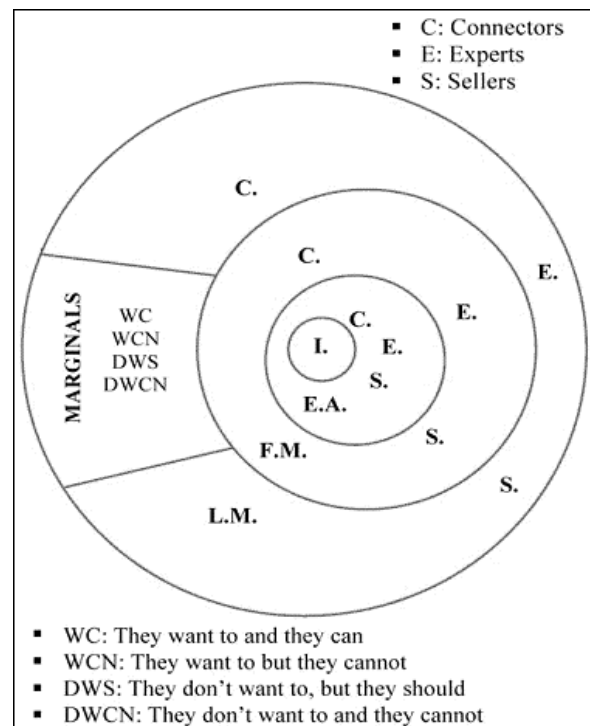 ▪ C: Connectors
▪ E: Experts
▪ S: Sellers
C.
C.
E.
E.
MARGINALS
WC
WCN
DWS
DWCN
C.
I.
E.
S.
E.A.
F.M.
S.
S.
L.M.
▪ WC: They want to and they can
▪ WCN: They want to but they cannot
▪ DWS: They don't want to, but they should
▪ DWCN: They don't want to and they cannot